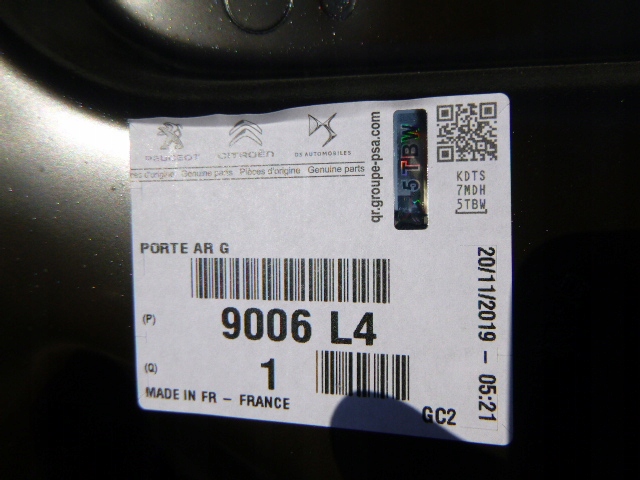 PEUGEOT CITROËN DS AUTOMOBILES
d'origine Genuine parts Pièces d'origine Genuine parts
qr.groupe-psa.com
5TBW
KDTS
7MDH
5TBW
PORTE AR G
(P) 9006 L4
(Q) 1
MADE IN FR - FRANCE
GC2
20/11/2019 - 05:21